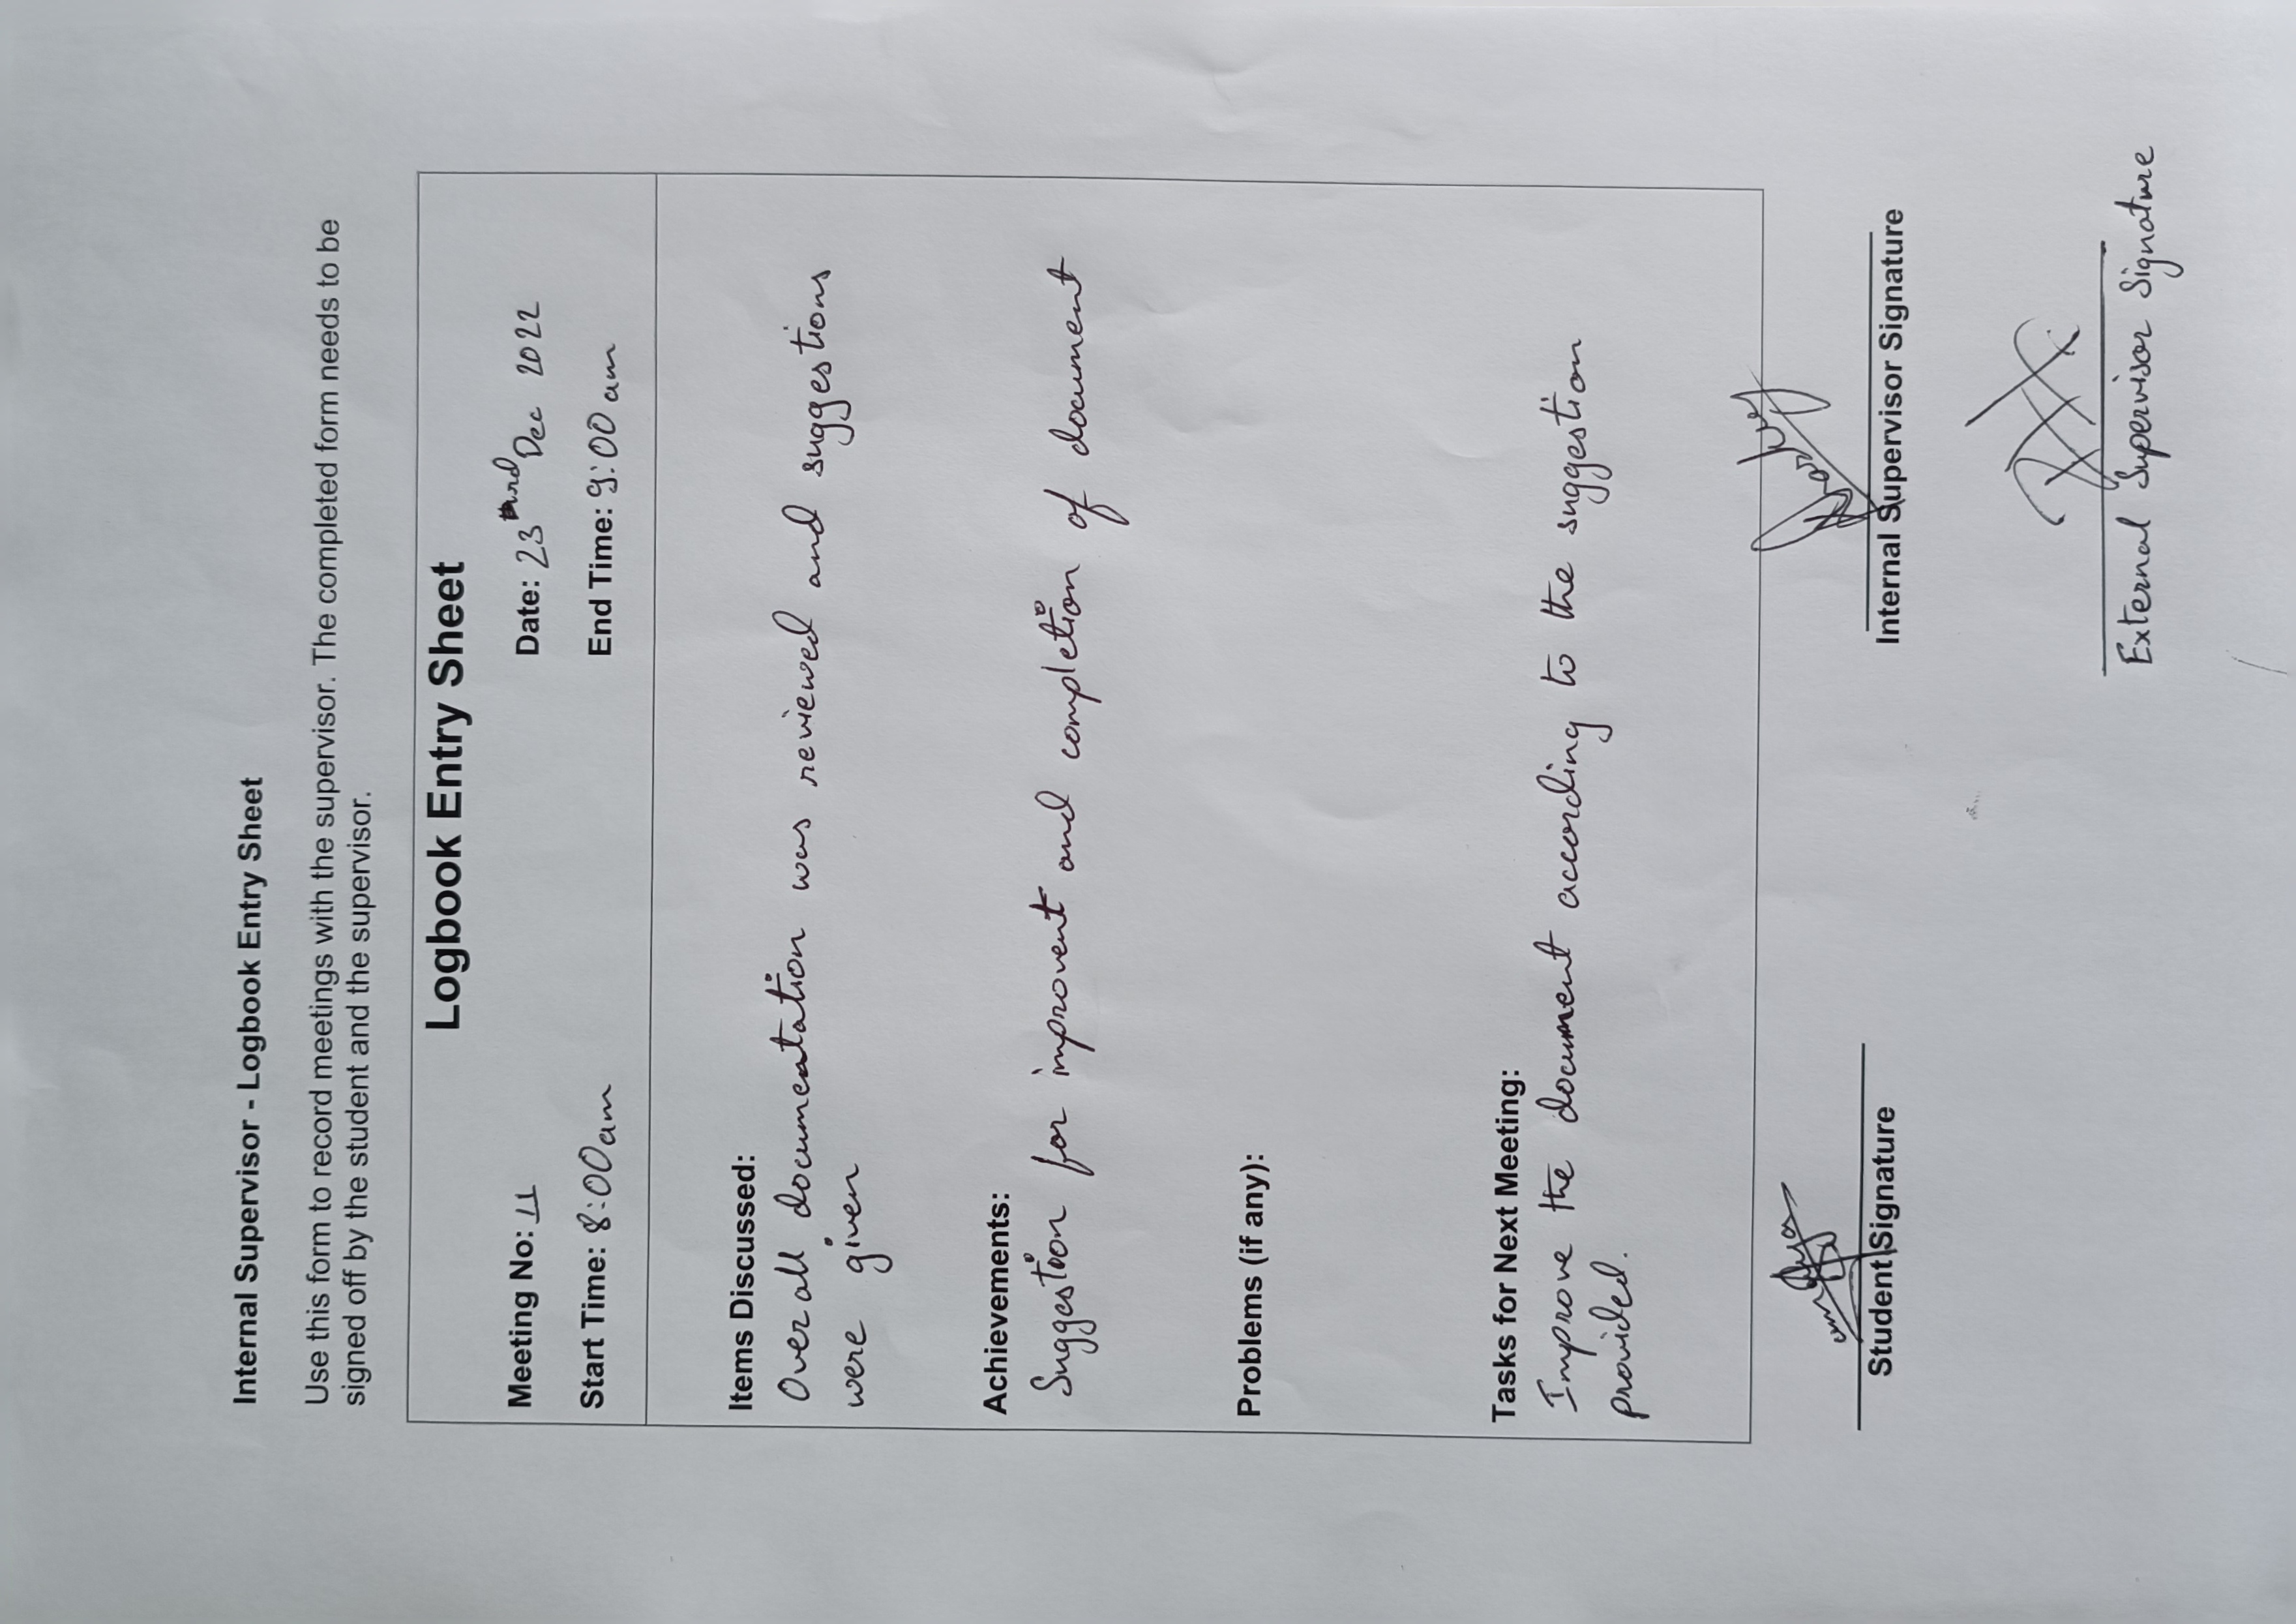 Internal Supervisor - Logbook Entry Sheet
Use this form to record meetings with the supervisor. The completed form needs to be
signed off by the student and the supervisor.
Logbook Entry Sheet
Meeting No: 11 Date: 23rd Dec 2022
Start Time: 8:00am End Time: 9:00 am
Items Discussed:
Over all documentation was reviewed and suggestions
were given
Achievements:
Suggestion for improvent and completion of document
Problems (if any):
Tasks for Next Meeting:
Improve the document according to the suggestion
provided.
Student Signature Internal Supervisor Signature
External Supervisor Signature